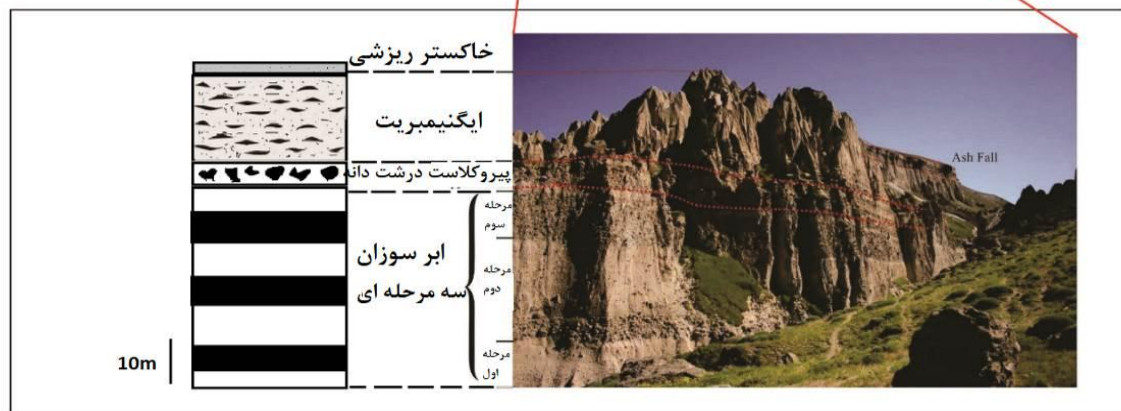 خاکستر ریزشی
ایگنیمبریت
پیروکلاست درشت دانه
ابر سوزان
سه مرحله ای
مرحله
سوم
مرحله
دوم
مرحله
اول
10m
Ash Fall